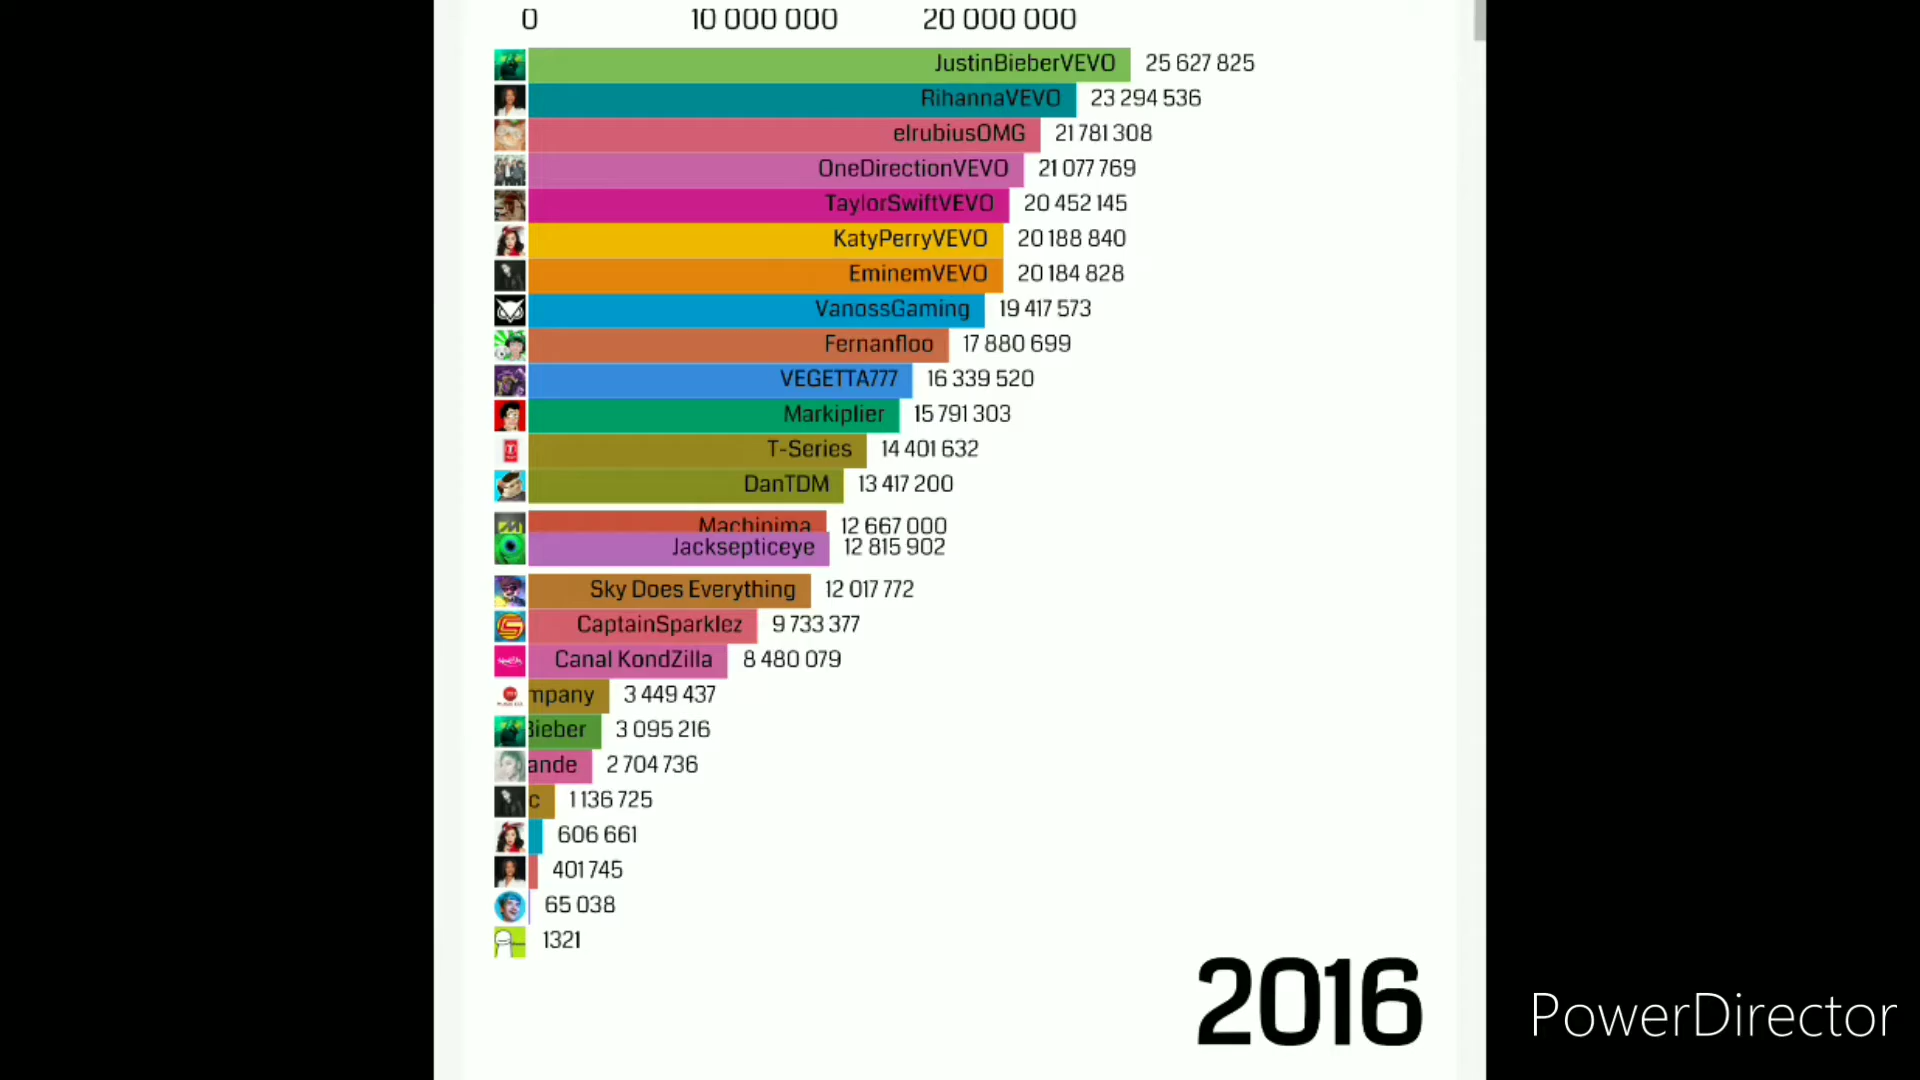 0 10 000 000 20 000 000
JustinBieberVEVO 25 627 825
RihannaVEVO 23 294 536
elrubiusOMG 21 781 308
OneDirectionVEVO 21 077 769
TaylorSwiftVEVO 20 452 145
KatyPerryVEVO 20 188 840
EminemVEVO 20 184 828
VanossGaming 19 417 573
Fernanfloo 17 880 699
VEGETTA777 16 339 520
Markiplier 15 791 303
T-Series 14 401 632
DanTDM 13 417 200
Machinima 12 667 000
Jacksepticeye 12 815 902
Sky Does Everything 12 017 772
CaptainSparklez 9 733 377
Canal KondZilla 8 480 079
mpany 3 449 437
Bieber 3 095 216
ande 2 704 736
c 1 136 725
606 661
401 745
65 038
1321
2016
PowerDirector